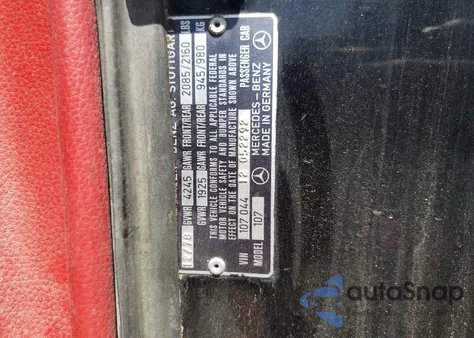 BENZ AG. STUTTGART
12/78 GVWR 4245 GAWR FRONT/REAR 2085/2160 LBS
GVWR 1925 GAWR FRONT/REAR 945/980 KG
THIS VEHICLE CONFORMS TO ALL APPLICABLE FEDERAL
MOTOR VEHICLE SAFETY AND BUMPER STANDARDS IN
EFFECT ON THE DATE OF MANUFACTURE SHOWN ABOVE
VIN 107 044 12 052292 PASSENGER CAR
MODEL 107 MERCEDES-BENZ
MADE IN GERMANY
autoSnap